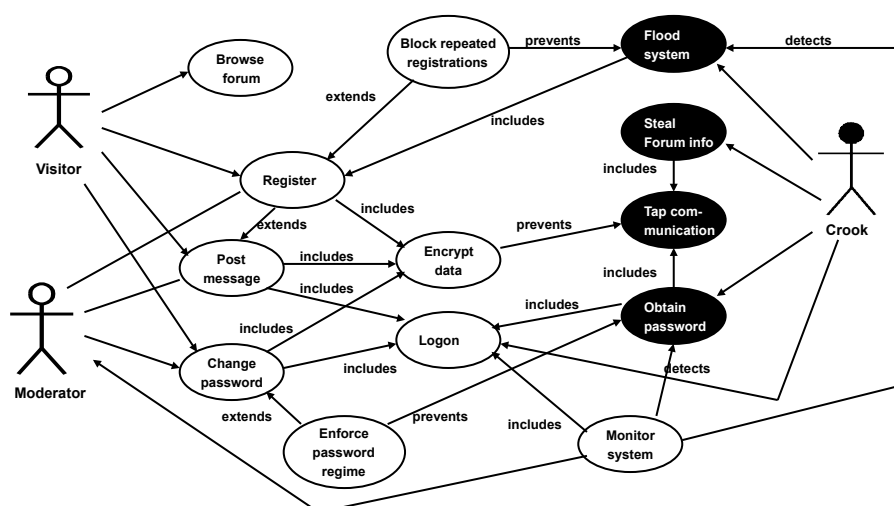 Block repeated
registrations
prevents
Flood
system
detects
Browse
forum
extends
includes
Steal
Forum info
includes
Visitor
Register
includes
extends
Tap com-
munication
prevents
Crook
Post
message
includes
Encrypt
data
includes
includes
includes
Obtain
password
includes
Logon
Change
password
includes
detects
Moderator
extends
prevents
includes
Enforce
password
regime
Monitor
system